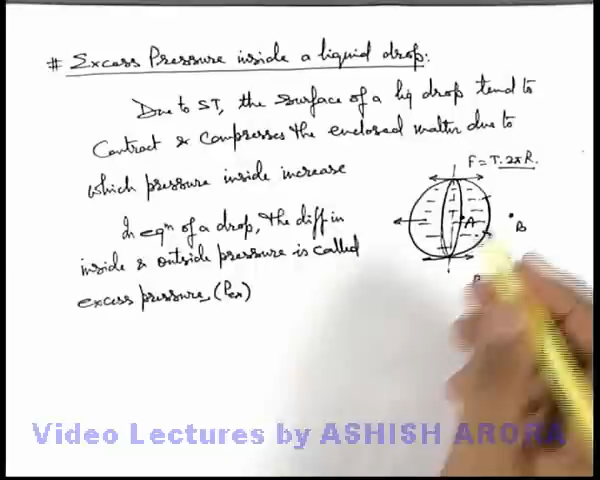 # Excess Pressure inside a liquid drop:
Due to ST, the surface of a liq drop tend to
Contract & compresses the enclosed matter due to
which pressure inside increase
In eqⁿ of a drop, the diff in
inside & outside pressure is called
excess pressure, (Pex)
F = T. 2πR.
A
B
Video Lectures by ASHISH ARORA